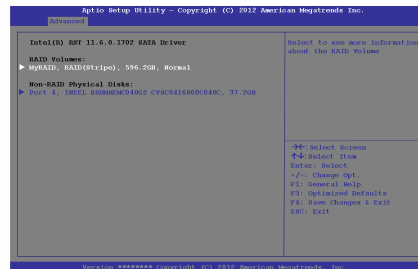 Aptio Setup Utility – Copyright (C) 2012 American Megatrends Inc.
Advanced
Intel(R) RST 11.6.0.1702 SATA Driver
RAID Volumes:
MyRAID, RAID(Stripe), 596.2GB, Normal
Non-RAID Physical Disks:
Port 4, INTEL CVHC0416008C040C, 37.2GB
Select to see more information
about the RAID Volume
→←: Select Screen
↑↓: Select Item
Enter: Select
+/-: Change Opt.
F1: General Help
F3: Optimized Defaults
F4: Save Changes & Exit
ESC: Exit
Version ******** Copyright (C) 2012 American Megatrends, Inc.